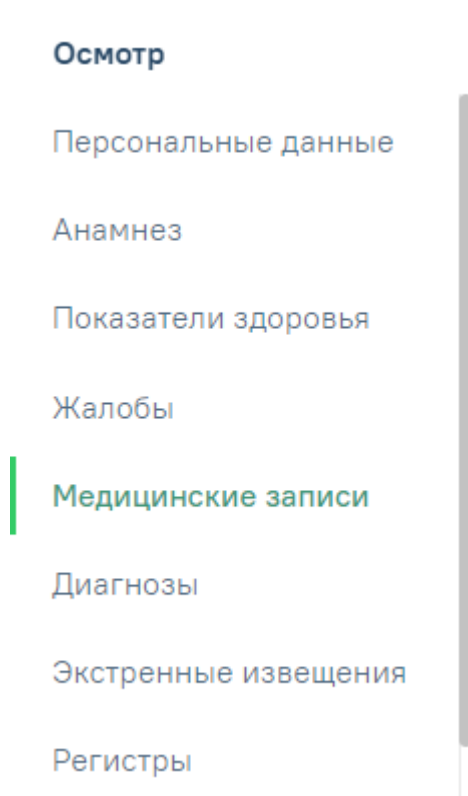 Осмотр
Персональные данные
Анамнез
Показатели здоровья
Жалобы
Медицинские записи
Диагнозы
Экстренные извещения
Регистры